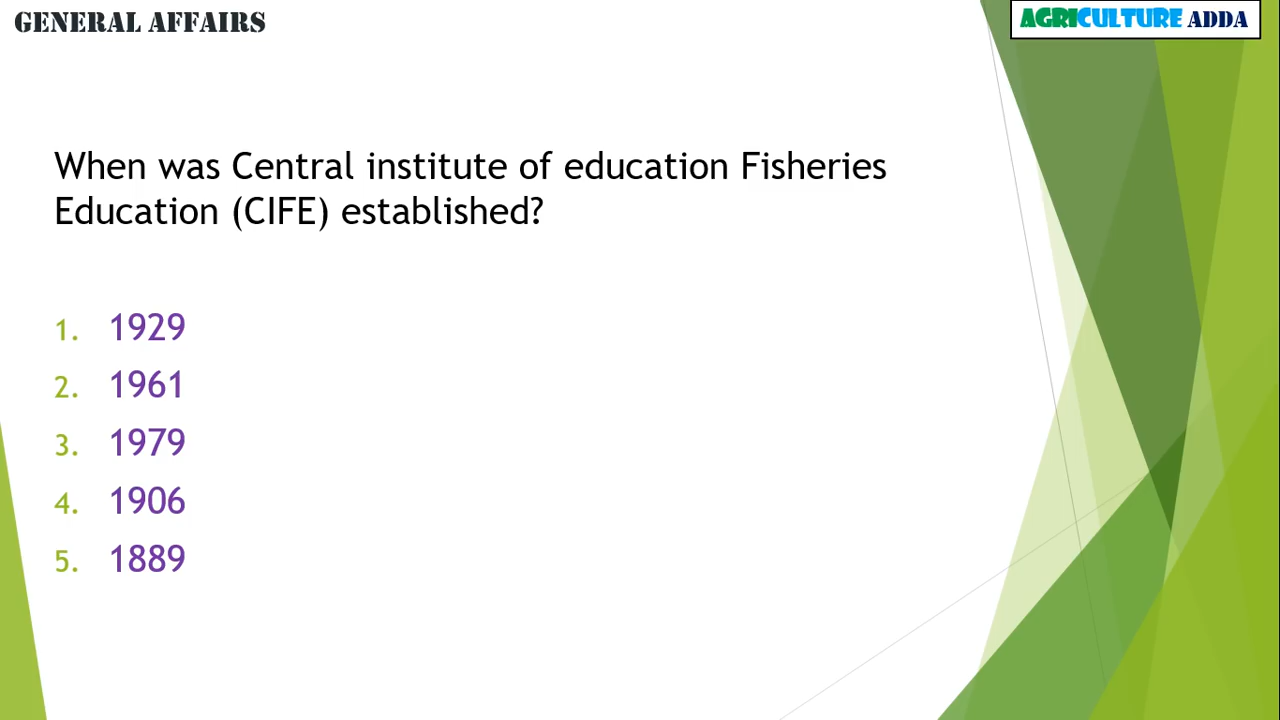 GENERAL AFFAIRS
AGRICULTURE ADDA
When was Central institute of education Fisheries
Education (CIFE) established?
1. 1929
2. 1961
3. 1979
4. 1906
5. 1889